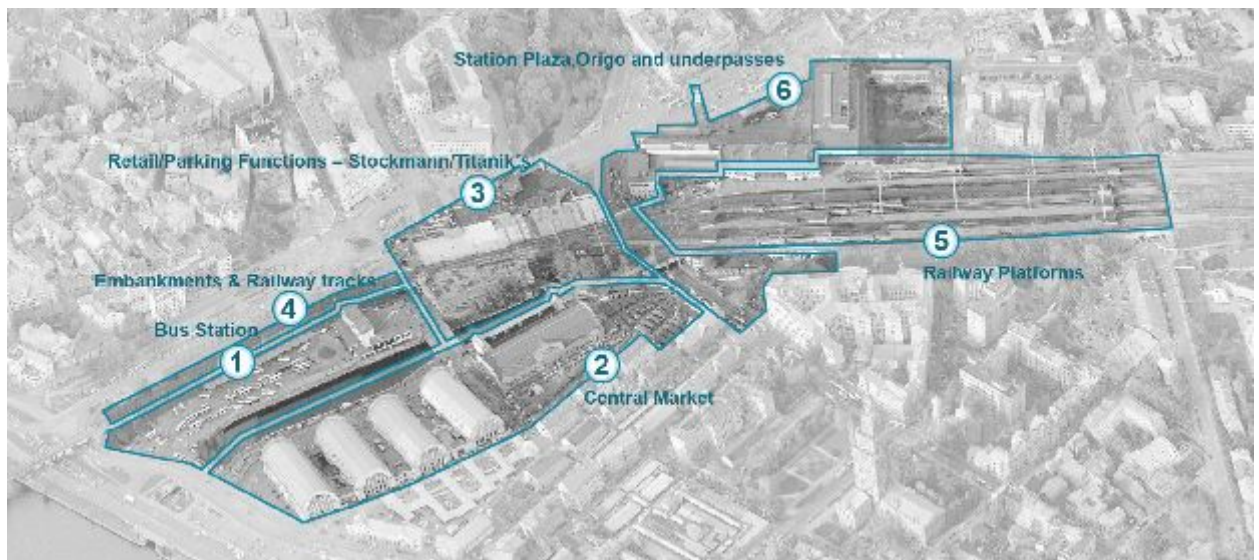 Station Plaza,Origo and underpasses
6
Retail/Parking Functions – Stockmann/Titanik's
3
5
Railway Platforms
Embankments & Railway tracks
4
Bus Station
1
2
Central Market